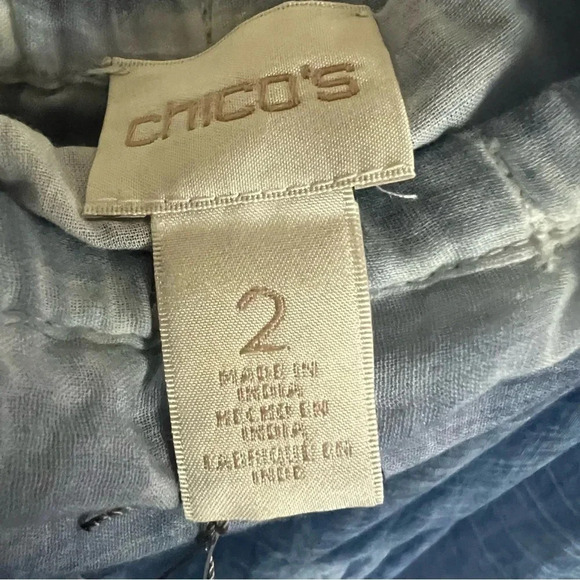 chico's
2
MADE IN
INDIA
HECHO EN
INDIA
FABRIQUE EN
INDE